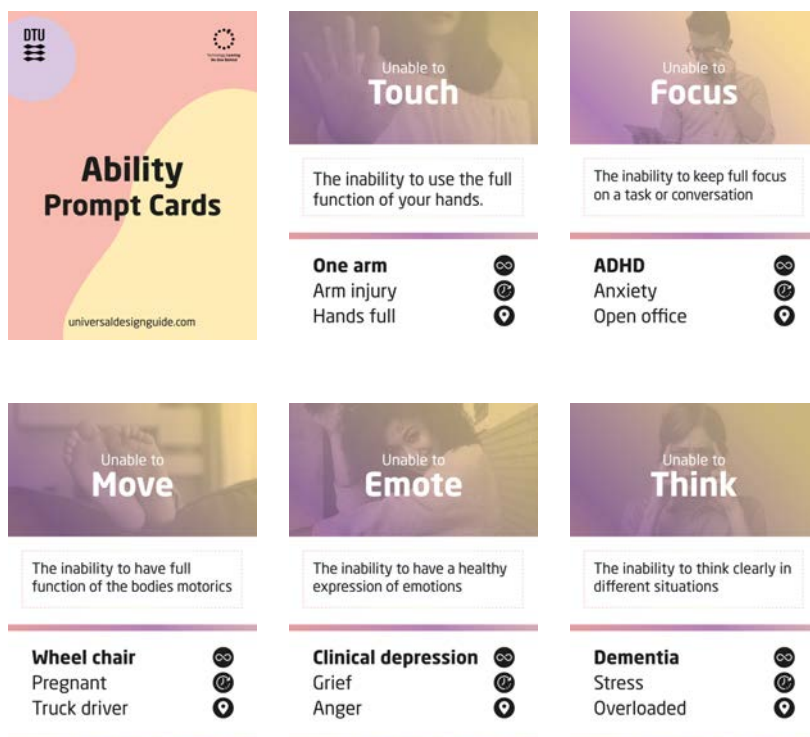 DTU
Ability
Prompt Cards
universaldesignguide.com
Unable to
Touch
The inability to use the full
function of your hands.
One arm
Arm injury
Hands full
Unable to
Focus
The inability to keep full focus
on a task or conversation
ADHD
Anxiety
Open office
Unable to
Move
The inability to have full
function of the bodies motorics
Wheel chair
Pregnant
Truck driver
Unable to
Emote
The inability to have a healthy
expression of emotions
Clinical depression
Grief
Anger
Unable to
Think
The inability to think clearly in
different situations
Dementia
Stress
Overloaded